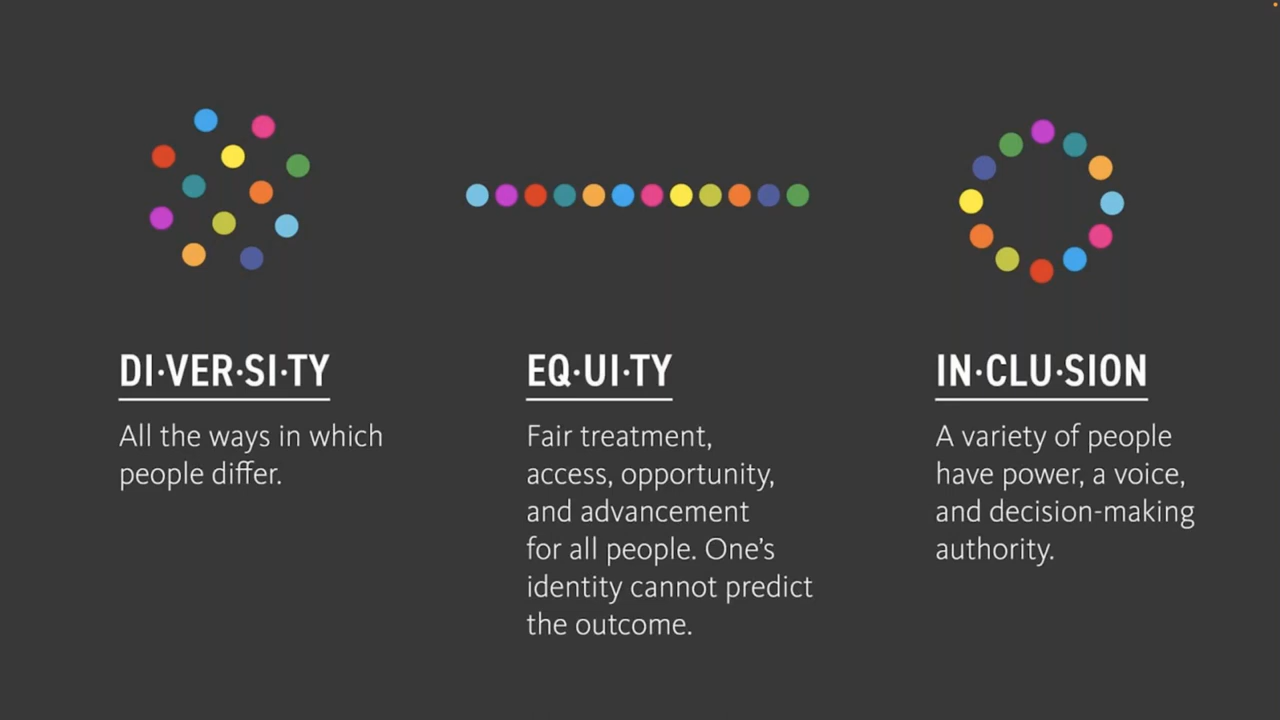 DI·VER·SI·TY
All the ways in which
people differ.
EQ·UI·TY
Fair treatment,
access, opportunity,
and advancement
for all people. One’s
identity cannot predict
the outcome.
IN·CLU·SION
A variety of people
have power, a voice,
and decision-making
authority.